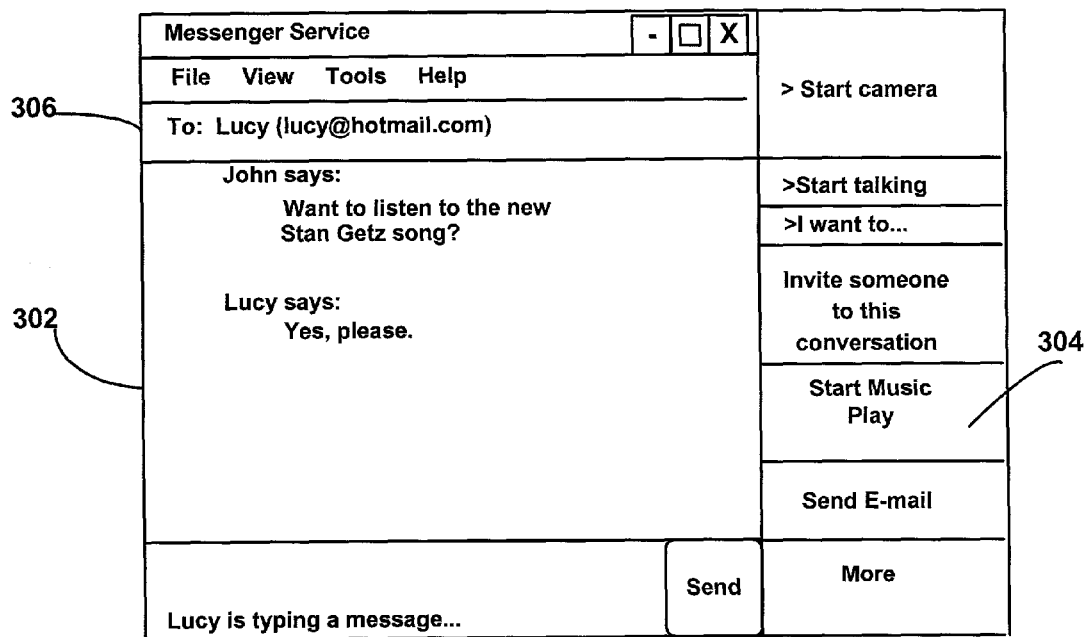 Messenger Service
- X
File View Tools Help
> Start camera
306
To: Lucy (lucy@hotmail.com)
John says:
Want to listen to the new
Stan Getz song?
>Start talking
>I want to...
Lucy says:
Yes, please.
Invite someone
to this
conversation
302
304
Start Music
Play
Send E-mail
More
Send
Lucy is typing a message...